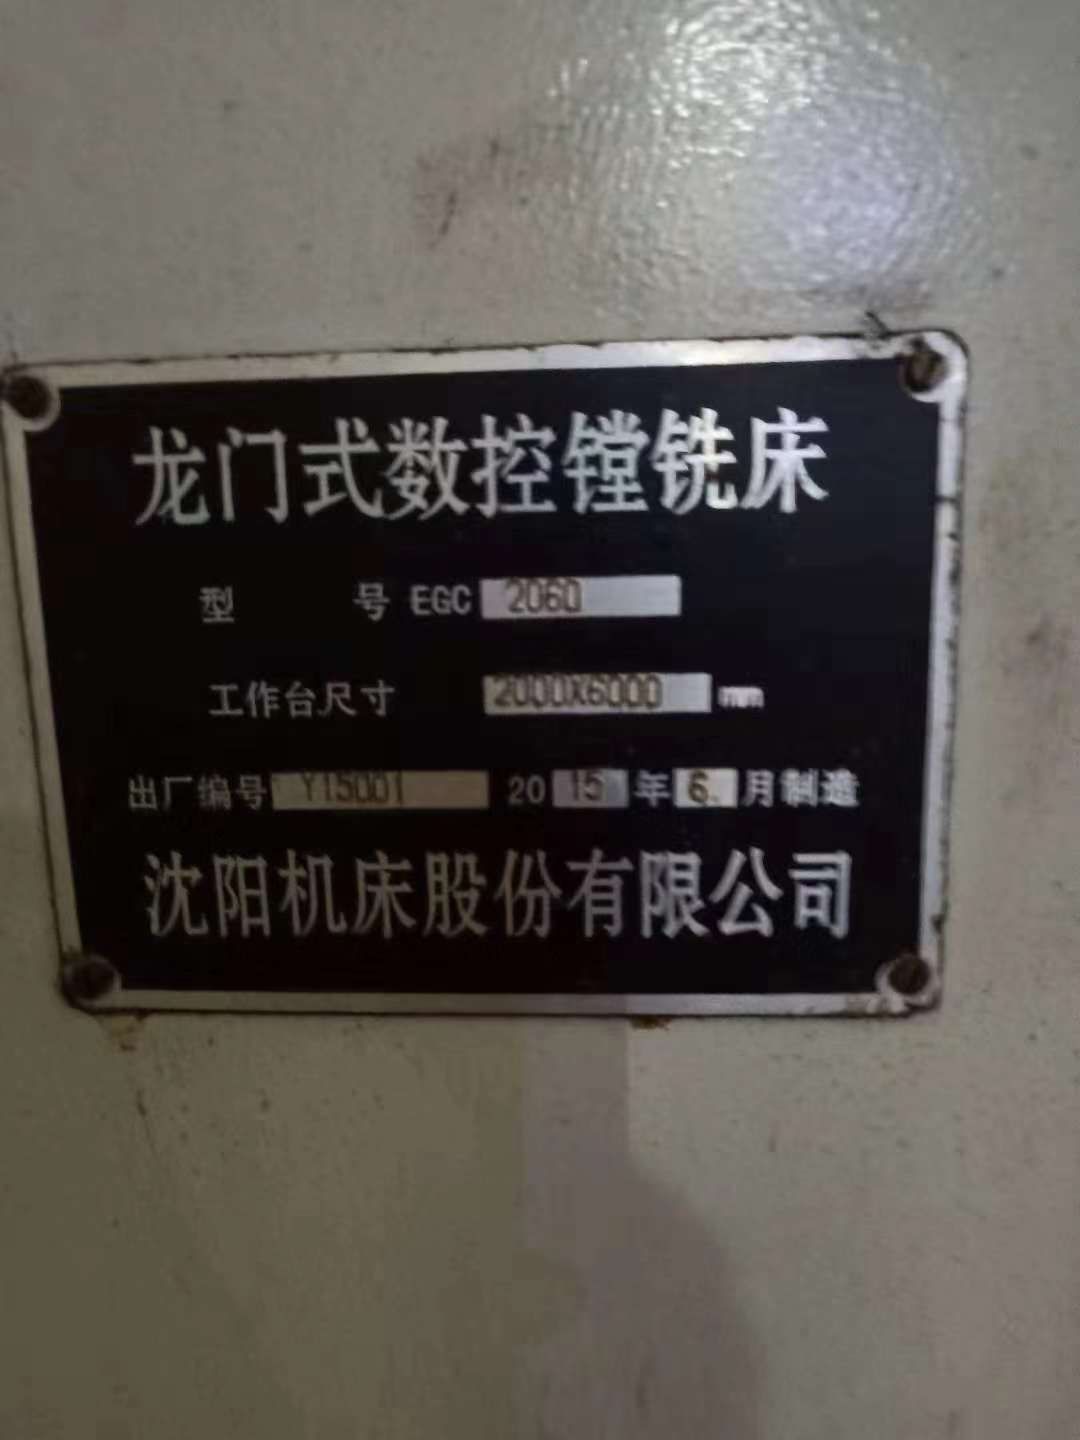 龙门式数控镗铣床
型 号 EGC 2060
工作台尺寸 2000X6000 mm
出厂编号 Y15001 2015年6月制造
沈阳机床股份有限公司